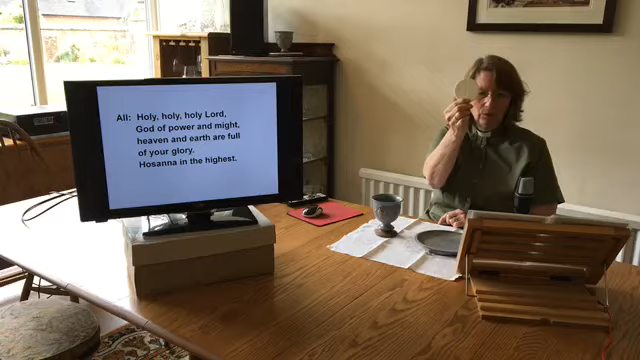 All: Holy, holy, holy Lord,
God of power and might,
heaven and earth are full
of your glory.
Hosanna in the highest.